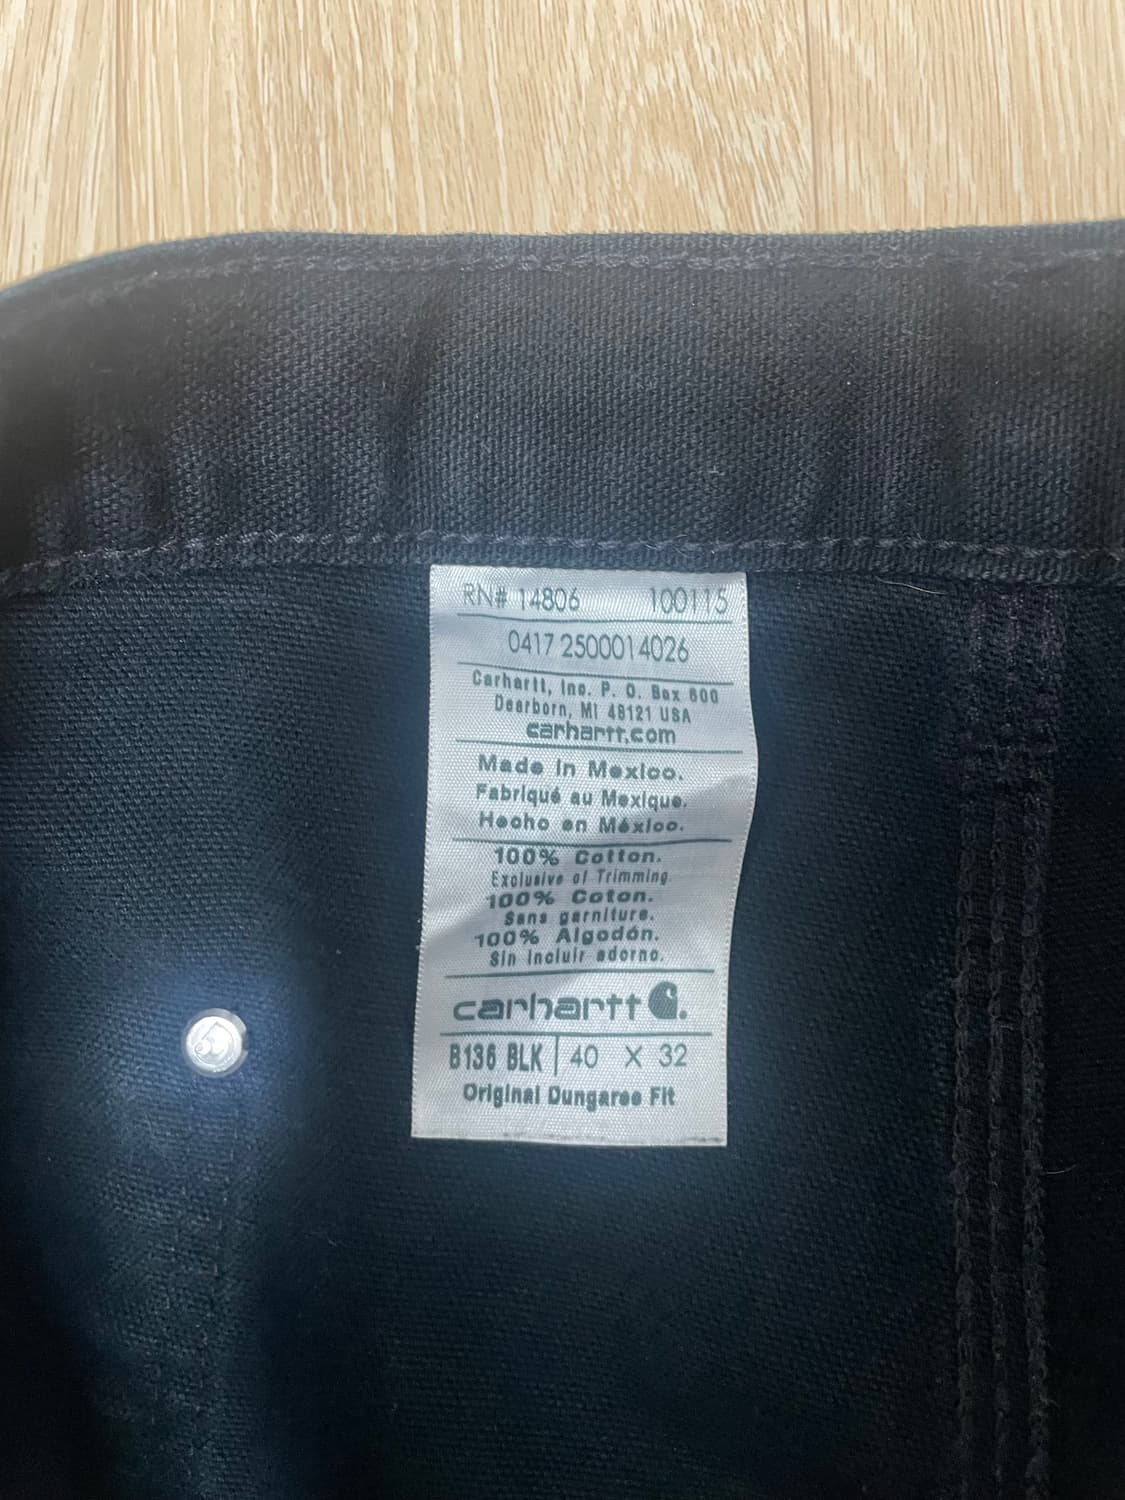 RN# 14806 100115
0417 2500014026
Carhartt, Inc. P. O. Box 600
Dearborn, MI 48121 USA
carhartt.com
Made In Mexico.
Fabriqué au Mexique.
Hecho en México.
100% Cotton.
Exclusive of Trimming
100% Coton.
Sans garniture.
100% Algodón.
Sin incluir adorno.
carhartt
B136 BLK 40 X 32
Original Dungaree Fit